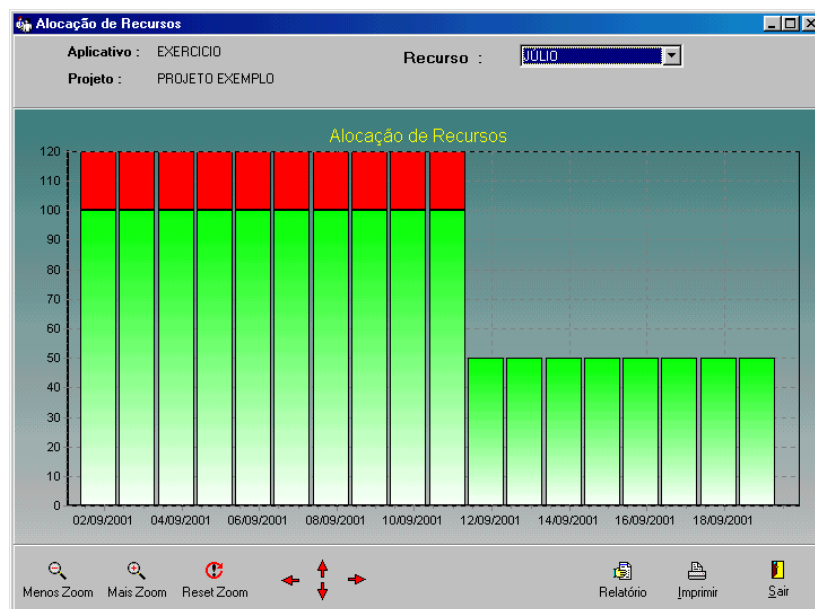 Alocação de Recursos
Aplicativo : EXERCICIO
Recurso : JÚLIO
Projeto : PROJETO EXEMPLO
Alocação de Recursos
120
110
100
90
80
70
60
50
40
30
20
10
0
02/09/2001 04/09/2001 06/09/2001 08/09/2001 10/09/2001 12/09/2001 14/09/2001 16/09/2001 18/09/2001
Menos Zoom Mais Zoom Reset Zoom Relatório Imprimir Sair